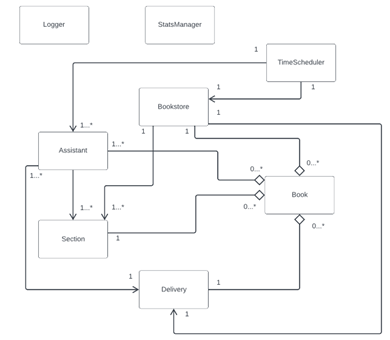 Logger
StatsManager
1
TimeScheduler
1
1
Bookstore
1
1
1
1...*
1...*
Assistant
0...*
0...*
1...*
Book
1...*
1...*
0...*
0...*
Section
1
1
1
Delivery
1